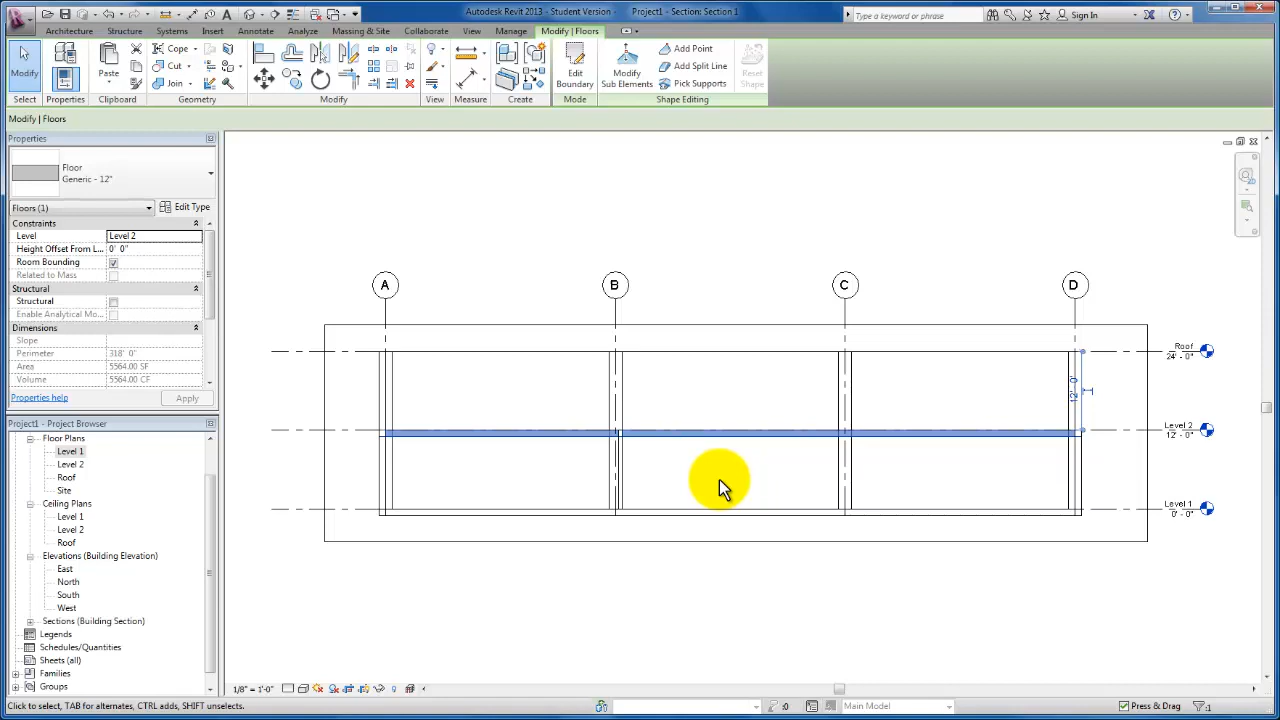 Autodesk Revit 2013 - Student Version - Project1 - Section: Section 1
Type a keyword or phrase
Sign In
Architecture Structure Systems Insert Annotate Analyze Massing & Site Collaborate View Manage Modify | Floors
Modify
Paste
Cope
Cut
Join
Edit Boundary
Modify Sub Elements
Add Point
Add Split Line
Pick Supports
Reset Shape
Select Properties Clipboard Geometry Modify View Measure Create Mode Shape Editing
Modify | Floors
Properties
Floor
Generic - 12"
Floors (1)
Edit Type
Constraints
Level Level 2
Height Offset From L... 0' 0"
Room Bounding
Related to Mass
Structural
Structural
Enable Analytical Mo...
Dimensions
Slope
Perimeter 318' 0"
Area 5564.00 SF
Volume 5564.00 CF
Properties help
Apply
Project1 - Project Browser
Floor Plans
Level 1
Level 2
Roof
Site
Ceiling Plans
Level 1
Level 2
Roof
Elevations (Building Elevation)
East
North
South
West
Sections (Building Section)
Legends
Schedules/Quantities
Sheets (all)
Families
Groups
A B C D
Roof
24' - 0"
12' 0"
Level 2
12' - 0"
Level 1
0' - 0"
1/8" = 1'-0"
Click to select, TAB for alternates, CTRL adds, SHIFT unselects.
:0
Main Model
Press & Drag
:1